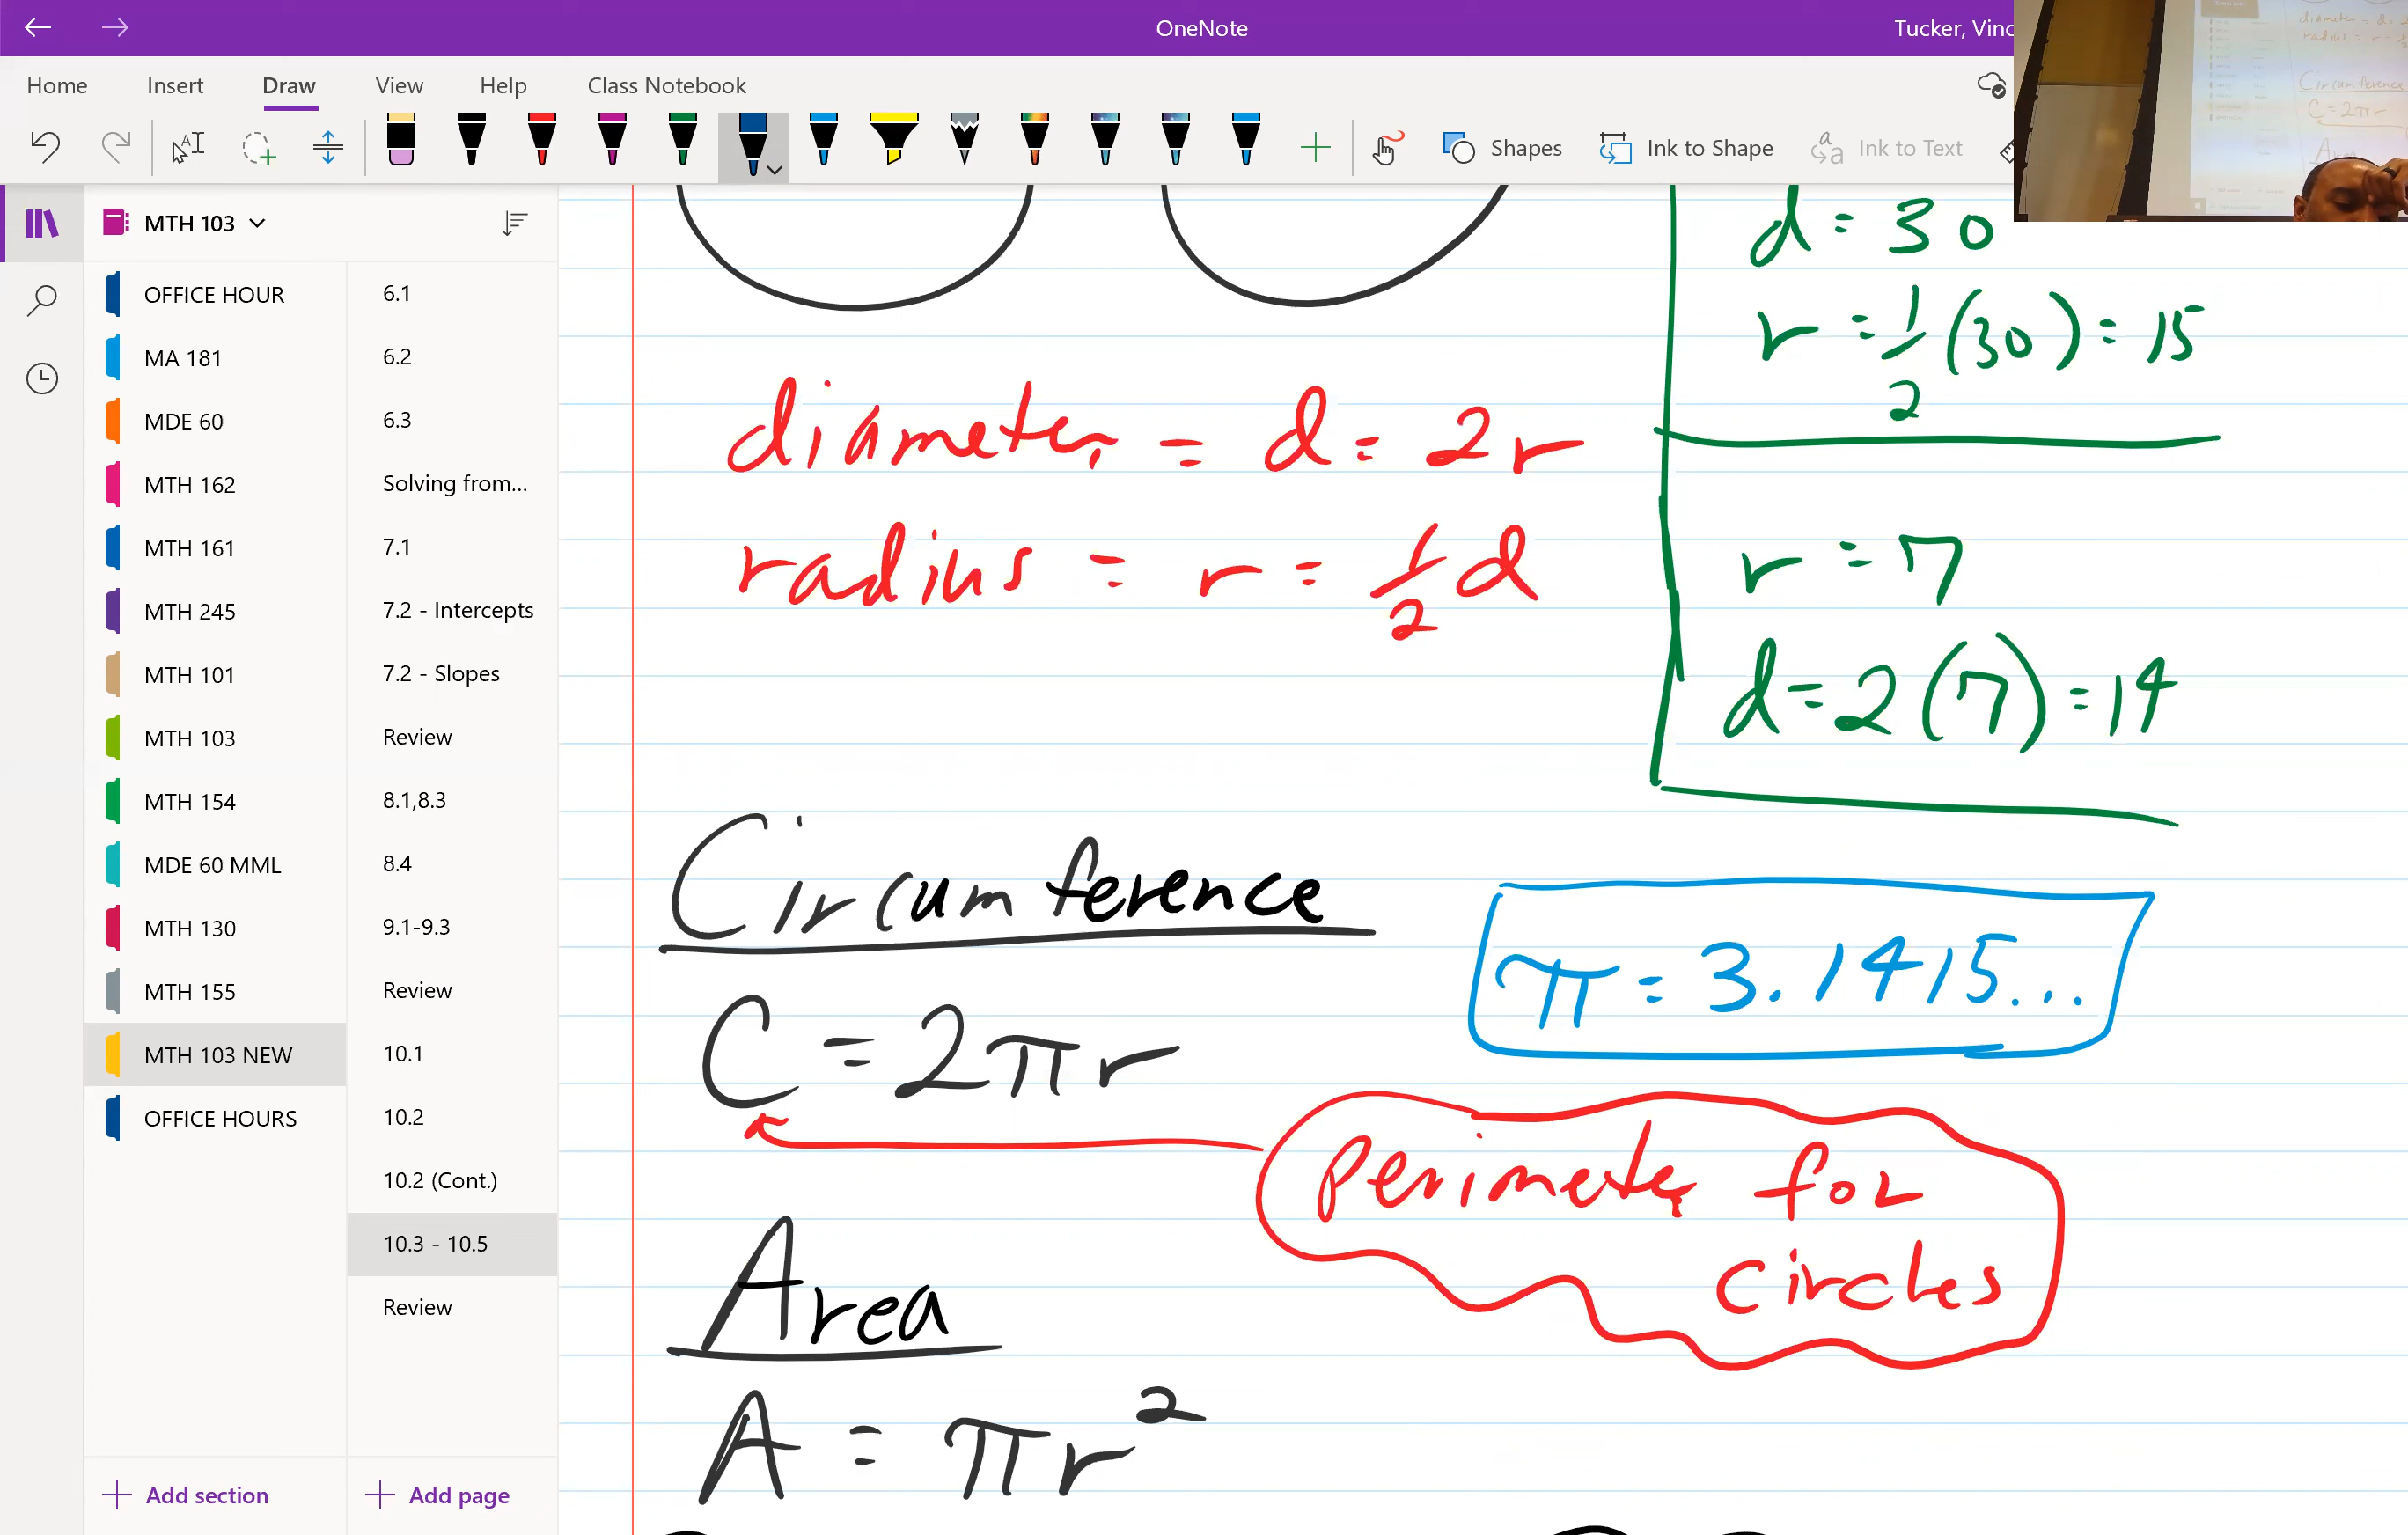 OneNote
Tucker, Vinc
Home Insert Draw View Help Class Notebook
Shapes Ink to Shape Ink to Text
MTH 103
OFFICE HOUR
MA 181
MDE 60
MTH 162
MTH 161
MTH 245
MTH 101
MTH 103
MTH 154
MDE 60 MML
MTH 130
MTH 155
MTH 103 NEW
OFFICE HOURS
Add section
6.1
6.2
6.3
Solving from...
7.1
7.2 - Intercepts
7.2 - Slopes
Review
8.1,8.3
8.4
9.1-9.3
Review
10.1
10.2
10.2 (Cont.)
10.3 - 10.5
Review
Add page
d = 30
r = 1/2 (30) = 15
diameter = d = 2r
radius = r = 1/2 d
r = 7
d = 2(7) = 14
Circumference
π = 3.1415...
C = 2πr
Perimeter for
circles
Area
A = πr²
diameter = d =
radius = r =
Circumference
C = 2πr